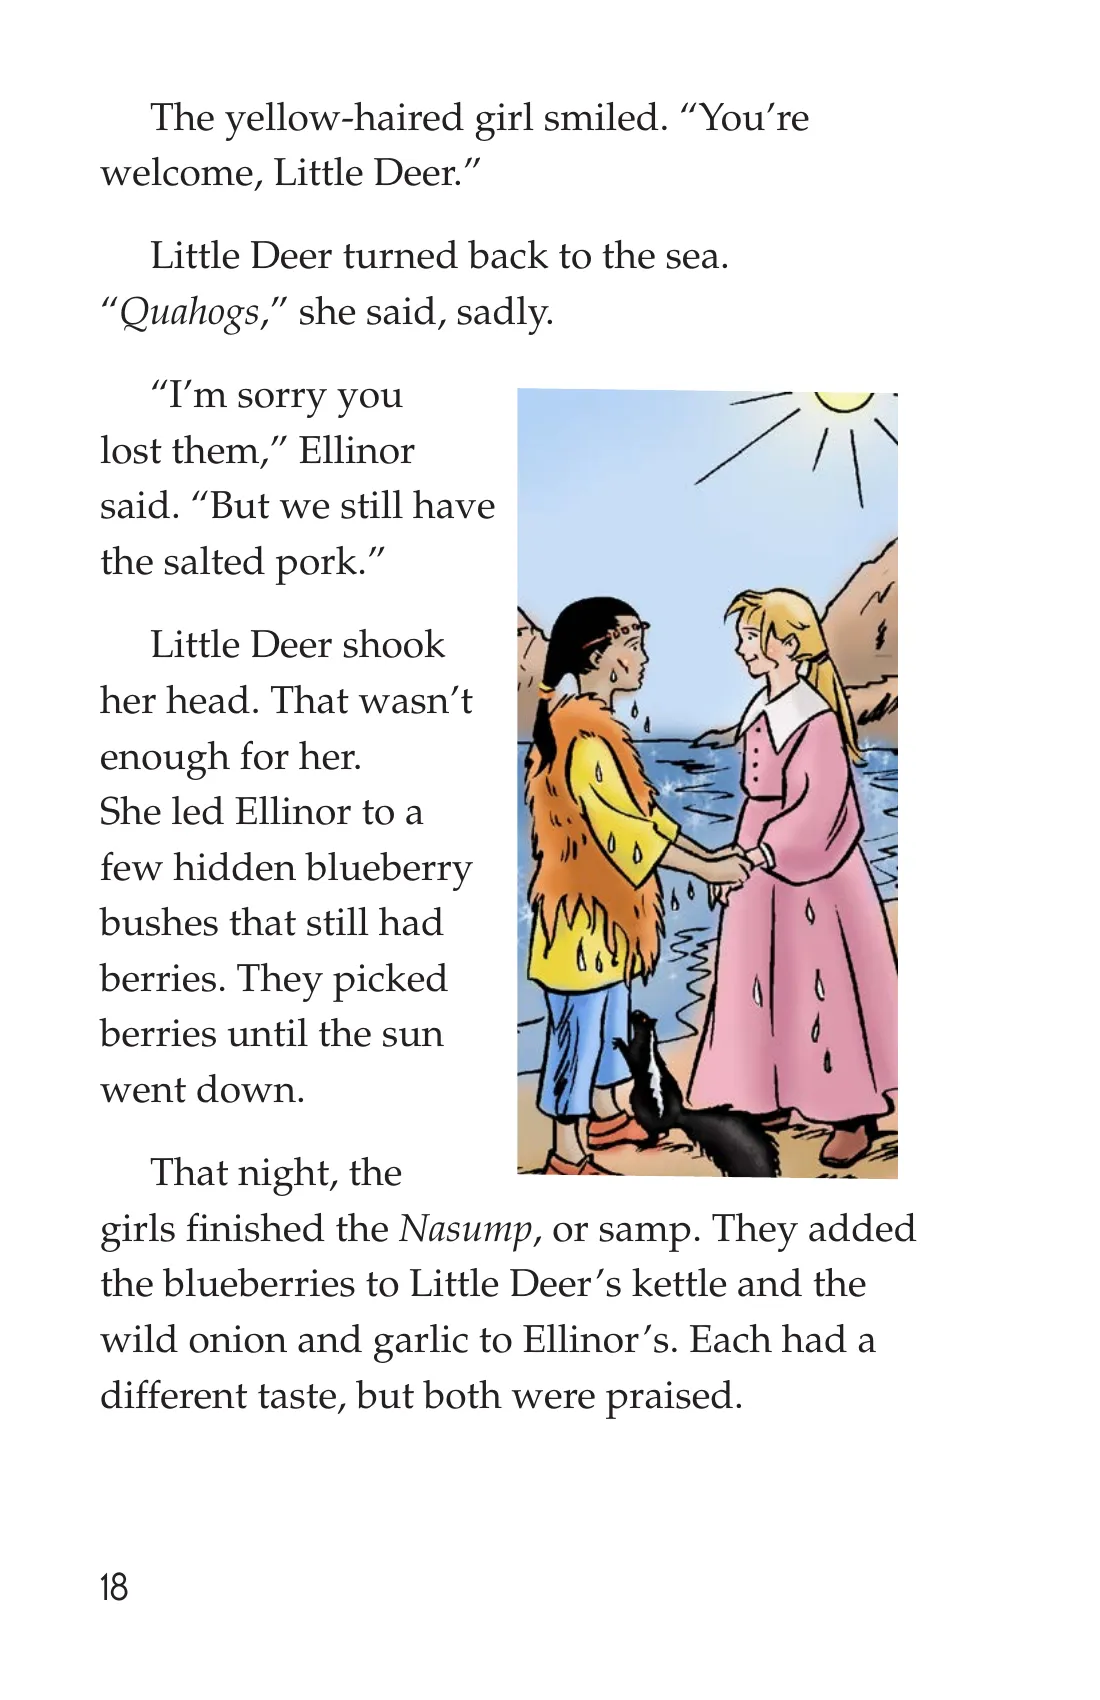 The yellow-haired girl smiled. “You’re
welcome, Little Deer.”
Little Deer turned back to the sea.
“Quahogs,” she said, sadly.
“I’m sorry you
lost them,” Ellinor
said. “But we still have
the salted pork.”
Little Deer shook
her head. That wasn’t
enough for her.
She led Ellinor to a
few hidden blueberry
bushes that still had
berries. They picked
berries until the sun
went down.
That night, the
girls finished the Nasump, or samp. They added
the blueberries to Little Deer’s kettle and the
wild onion and garlic to Ellinor’s. Each had a
different taste, but both were praised.
18